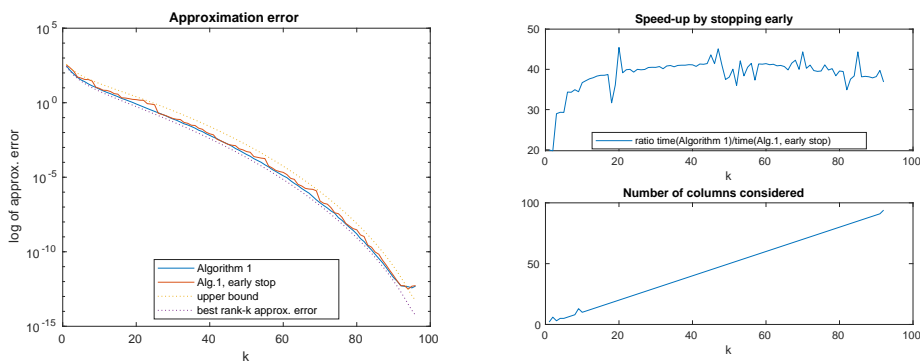 Approximation error
log of approx. error
10^5
10^0
10^-5
10^-10
10^-15
Algorithm 1
Alg.1, early stop
upper bound
best rank-k approx. error
0 20 40 60 80 100
k
Speed-up by stopping early
50
40
30
20
ratio time(Algorithm 1)/time(Alg.1, early stop)
0 20 40 60 80 100
k
Number of columns considered
100
50
0
0 20 40 60 80 100
k